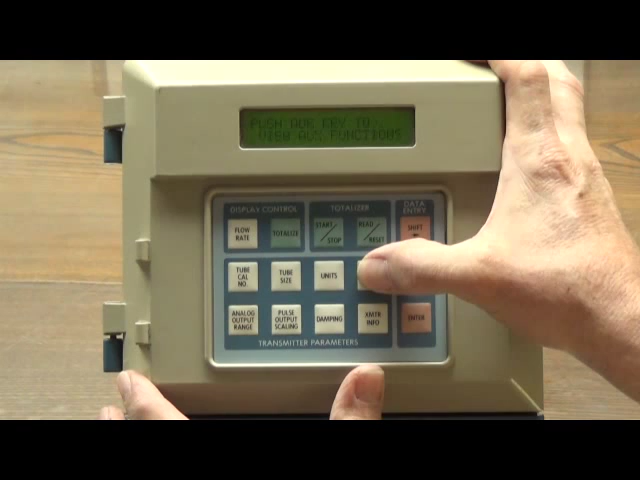 PUSH AUX KEY TO
VIEW AUX FUNCTIONS
DISPLAY CONTROL
TOTALIZER
DATA
ENTRY
FLOW
RATE
TOTALIZE
START/
STOP
READ/
RESET
SHIFT
TUBE
CAL
NO.
TUBE
SIZE
UNITS
ANALOG
OUTPUT
RANGE
PULSE
OUTPUT
SCALING
DAMPING
XMTR
INFO
ENTER
TRANSMITTER PARAMETERS